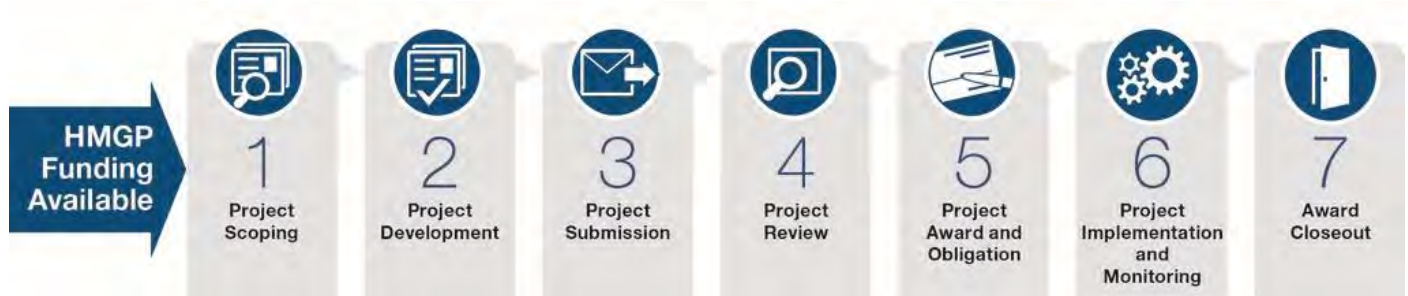 HMGP
Funding
Available
1
Project
Scoping
2
Project
Development
3
Project
Submission
4
Project
Review
5
Project
Award and
Obligation
6
Project
Implementation
and
Monitoring
7
Award
Closeout